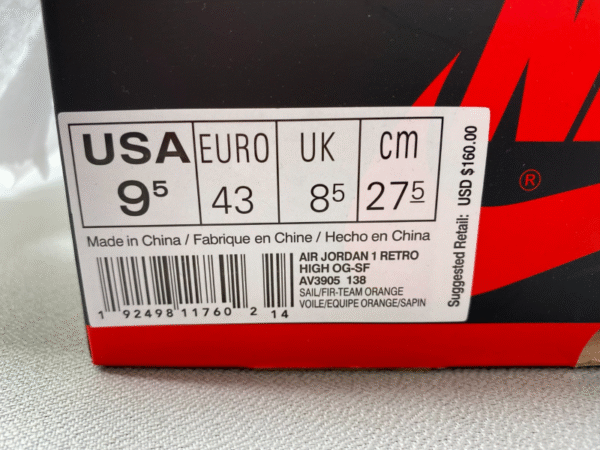 USA EURO UK cm
9⁵ 43 8⁵ 27⁵
Made in China / Fabrique en Chine / Hecho en China
AIR JORDAN 1 RETRO
HIGH OG-SF
AV3905 138
SAIL/FIR-TEAM ORANGE
VOILE/EQUIPE ORANGE/SAPIN
1 92498 11760 2 14
Suggested Retail: USD $160.00
®